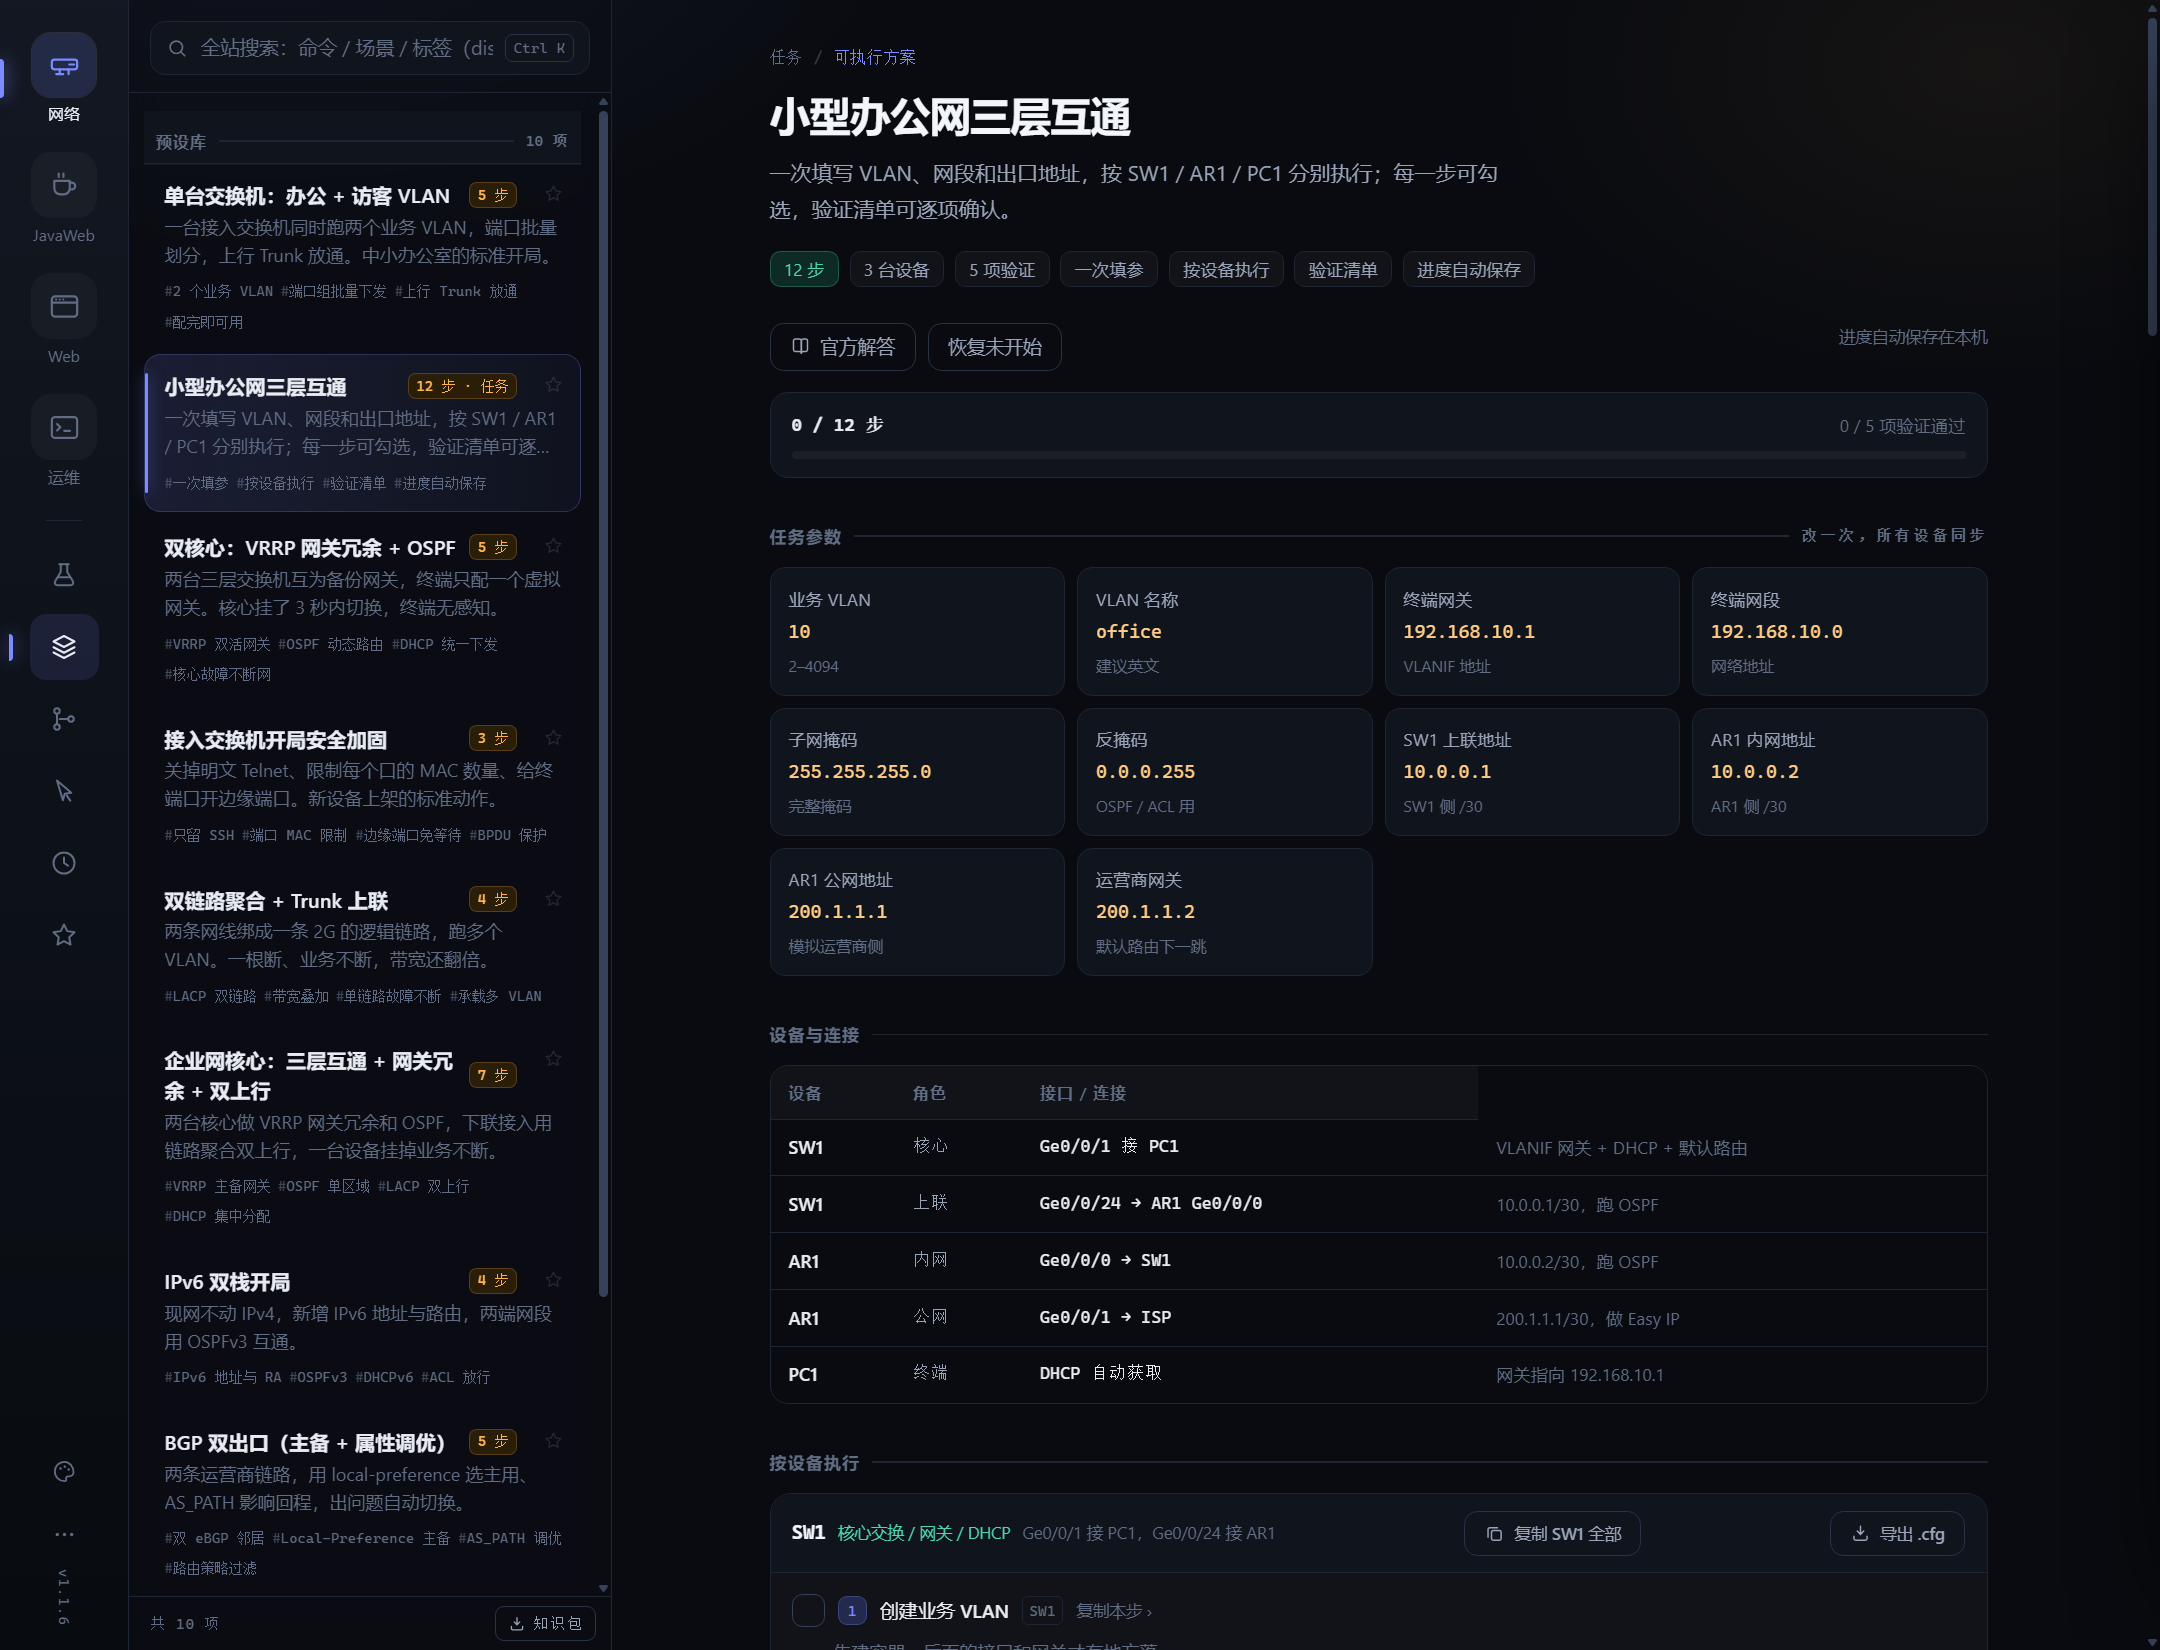 网络
JavaWeb
Web
运维
v1.1.6
全站搜索：命令 / 场景 / 标签（dis
Ctrl K
预设库
10 项
单台交换机：办公 + 访客 VLAN
5 步
一台接入交换机同时跑两个业务 VLAN，端口批量
划分，上行 Trunk 放通。中小办公室的标准开局。
#2 个业务 VLAN #端口组批量下发 #上行 Trunk 放通
#配完即可用
小型办公网三层互通
12 步 · 任务
一次填写 VLAN、网段和出口地址，按 SW1 / AR1
/ PC1 分别执行；每一步可勾选，验证清单可逐...
#一次填参 #按设备执行 #验证清单 #进度自动保存
双核心：VRRP 网关冗余 + OSPF
5 步
两台三层交换机互为备份网关，终端只配一个虚拟
网关。核心挂了 3 秒内切换，终端无感知。
#VRRP 双活网关 #OSPF 动态路由 #DHCP 统一下发
#核心故障不断网
接入交换机开局安全加固
3 步
关掉明文 Telnet、限制每个口的 MAC 数量、给终
端口开边缘端口。新设备上架的标准动作。
#只留 SSH #端口 MAC 限制 #边缘端口免等待 #BPDU 保护
双链路聚合 + Trunk 上联
4 步
两条网线绑成一条 2G 的逻辑链路，跑多个
VLAN。一根断、业务不断，带宽还翻倍。
#LACP 双链路 #带宽叠加 #单链路故障不断 #承载多 VLAN
企业网核心：三层互通 + 网关冗
余 + 双上行
7 步
两台核心做 VRRP 网关冗余和 OSPF，下联接入用
链路聚合双上行，一台设备挂掉业务不断。
#VRRP 主备网关 #OSPF 单区域 #LACP 双上行
#DHCP 集中分配
IPv6 双栈开局
4 步
现网不动 IPv4，新增 IPv6 地址与路由，两端网段
用 OSPFv3 互通。
#IPv6 地址与 RA #OSPFv3 #DHCPv6 #ACL 放行
BGP 双出口（主备 + 属性调优）
5 步
两条运营商链路，用 local-preference 选主用、
AS_PATH 影响回程，出问题自动切换。
#双 eBGP 邻居 #Local-Preference 主备 #AS_PATH 调优
#路由策略过滤
共 10 项
知识包
任务 / 可执行方案
小型办公网三层互通
一次填写 VLAN、网段和出口地址，按 SW1 / AR1 / PC1 分别执行；每一步可勾
选，验证清单可逐项确认。
12 步
3 台设备
5 项验证
一次填参
按设备执行
验证清单
进度自动保存
官方解答
恢复未开始
进度自动保存在本机
0 / 12 步
0 / 5 项验证通过
任务参数
改一次，所有设备同步
业务 VLAN
10
2–4094
VLAN 名称
office
建议英文
终端网关
192.168.10.1
VLANIF 地址
终端网段
192.168.10.0
网络地址
子网掩码
255.255.255.0
完整掩码
反掩码
0.0.0.255
OSPF / ACL 用
SW1 上联地址
10.0.0.1
SW1 侧 /30
AR1 内网地址
10.0.0.2
AR1 侧 /30
AR1 公网地址
200.1.1.1
模拟运营商侧
运营商网关
200.1.1.2
默认路由下一跳
设备与连接
设备 角色 接口 / 连接
SW1 核心 Ge0/0/1 接 PC1 VLANIF 网关 + DHCP + 默认路由
SW1 上联 Ge0/0/24 → AR1 Ge0/0/0 10.0.0.1/30，跑 OSPF
AR1 内网 Ge0/0/0 → SW1 10.0.0.2/30，跑 OSPF
AR1 公网 Ge0/0/1 → ISP 200.1.1.1/30，做 Easy IP
PC1 终端 DHCP 自动获取 网关指向 192.168.10.1
按设备执行
SW1 核心交换 / 网关 / DHCP Ge0/0/1 接 PC1，Ge0/0/24 接 AR1
复制 SW1 全部
导出 .cfg
1 创建业务 VLAN SW1 复制本步 ›